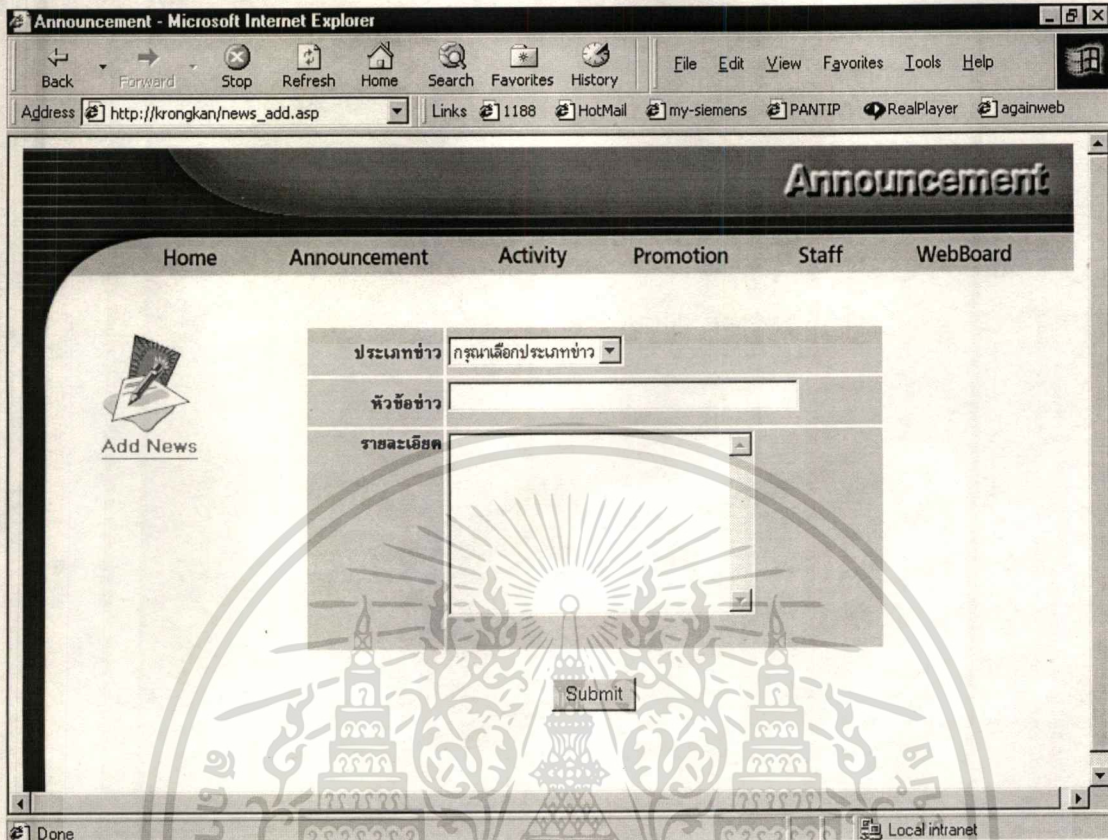 Announcement - Microsoft Internet Explorer
Back Forward Stop Refresh Home Search Favorites History File Edit View Favorites Tools Help
Address http://krongkan/news_add.asp Links 1188 HotMail my-siemens PANTIP RealPlayer againweb
Announcement
Home Announcement Activity Promotion Staff WebBoard
ประเภทข่าว กรุณาเลือกประเภทข่าว
หัวข้อข่าว
Add News
รายละเอียด
Submit
Done Local intranet